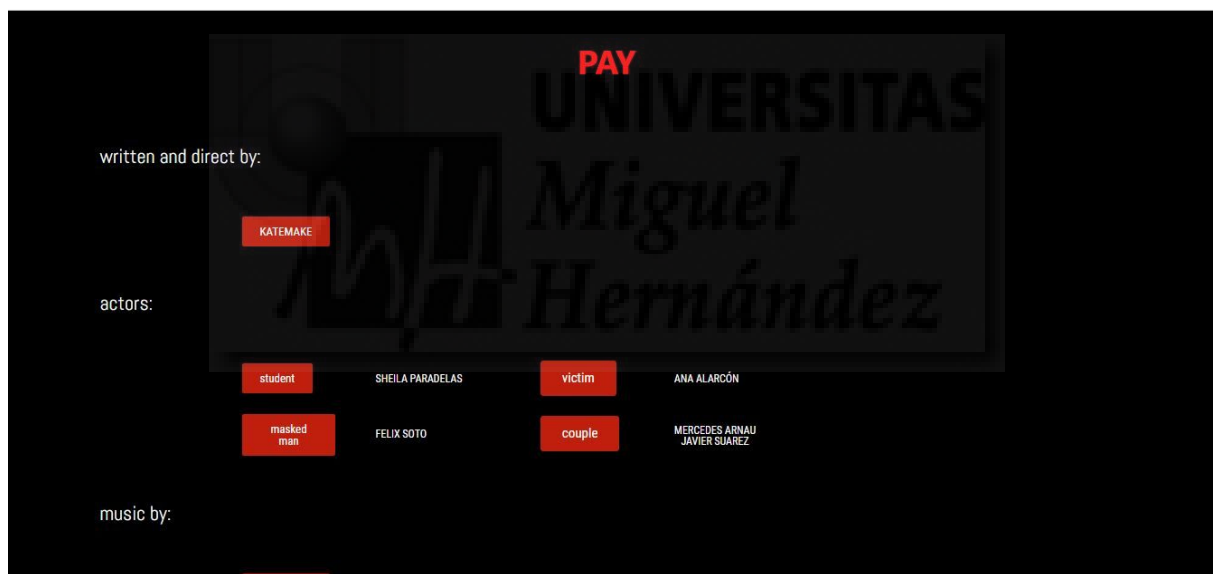 PAY
UNIVERSITAS
Miguel
Hernández
written and direct by:
KATEMAKE
actors:
student SHEILA PARADELAS victim ANA ALARCÓN
masked
man FELIX SOTO couple MERCEDES ARNAU
JAVIER SUAREZ
music by: